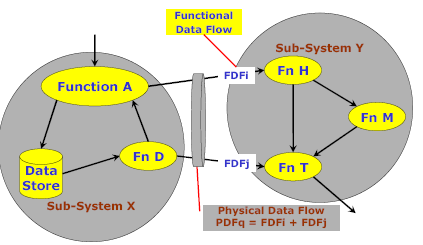 Functional
Data Flow
Sub-System Y
FDFi
Fn H
Function A
Fn M
Fn D
FDFj
Fn T
Data
Store
Sub-System X
Physical Data Flow
PDFq = FDFi + FDFj